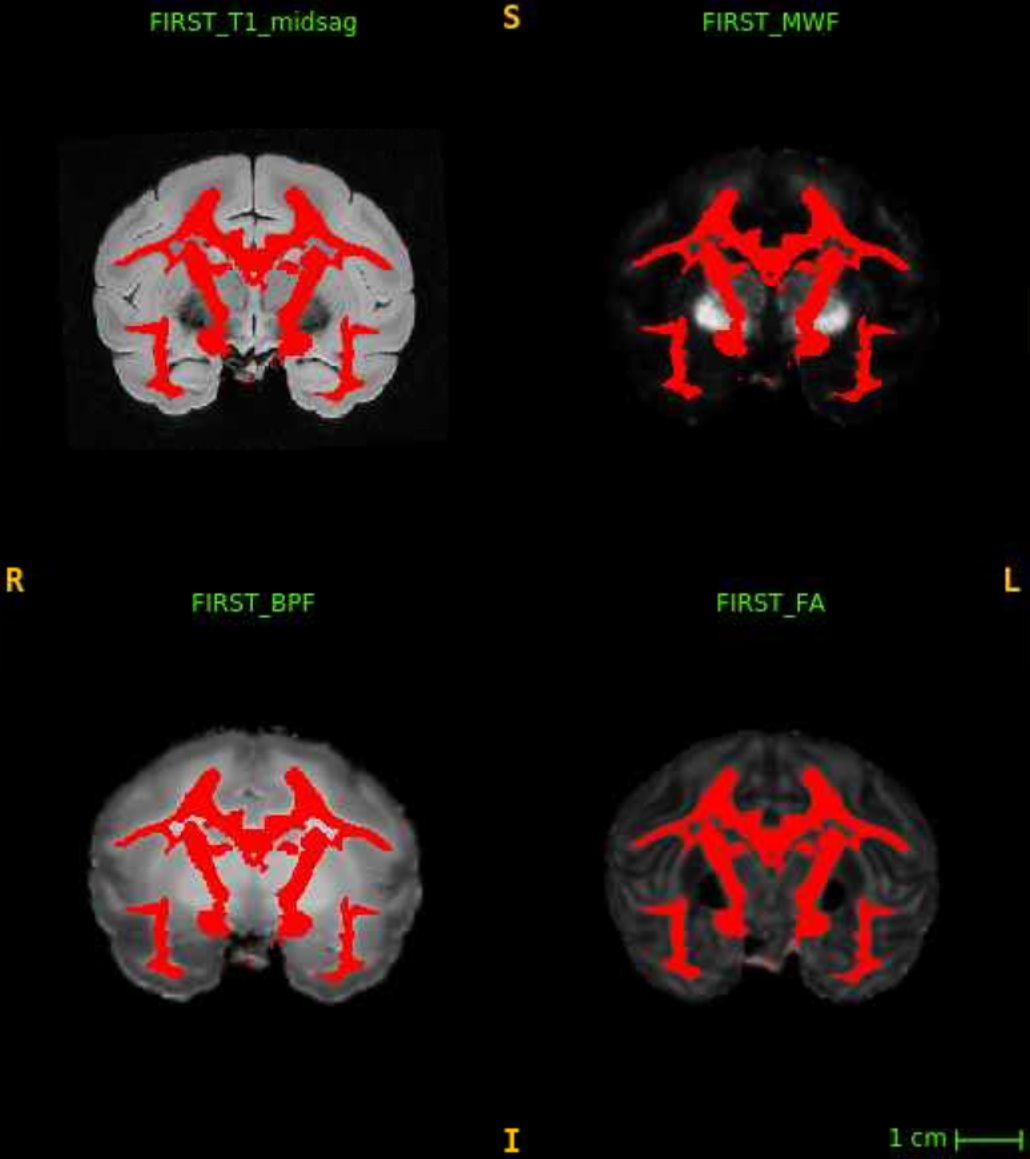 FIRST_T1_midsag
S
FIRST_MWF
R
L
FIRST_BPF
FIRST_FA
I
1 cm